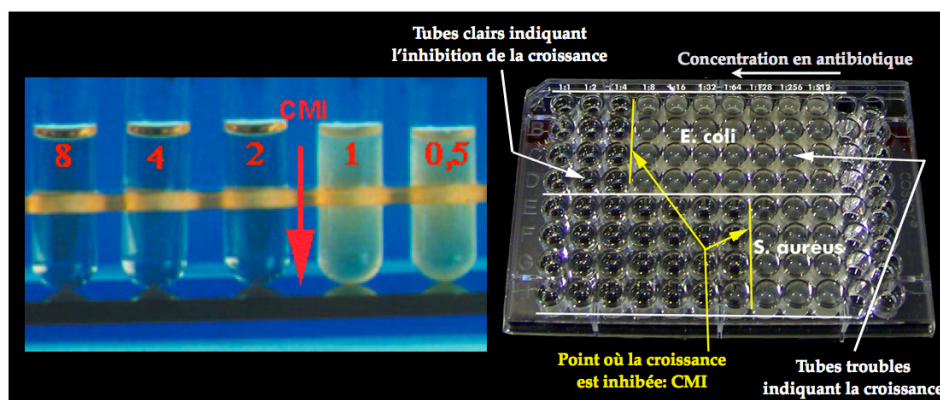 Tubes clairs indiquant
l'inhibition de la croissance
Concentration en antibiotique
CMI
8
4
2
1
0,5
1:1 1:2 1:4 1:8 1:16 1:32 1:64 1:128 1:256 1:512
A
B
D
E
F
G
H
E. coli
S. auréus
Point où la croissance
est inhibée: CMI
Tubes troubles
indiquant la croissance